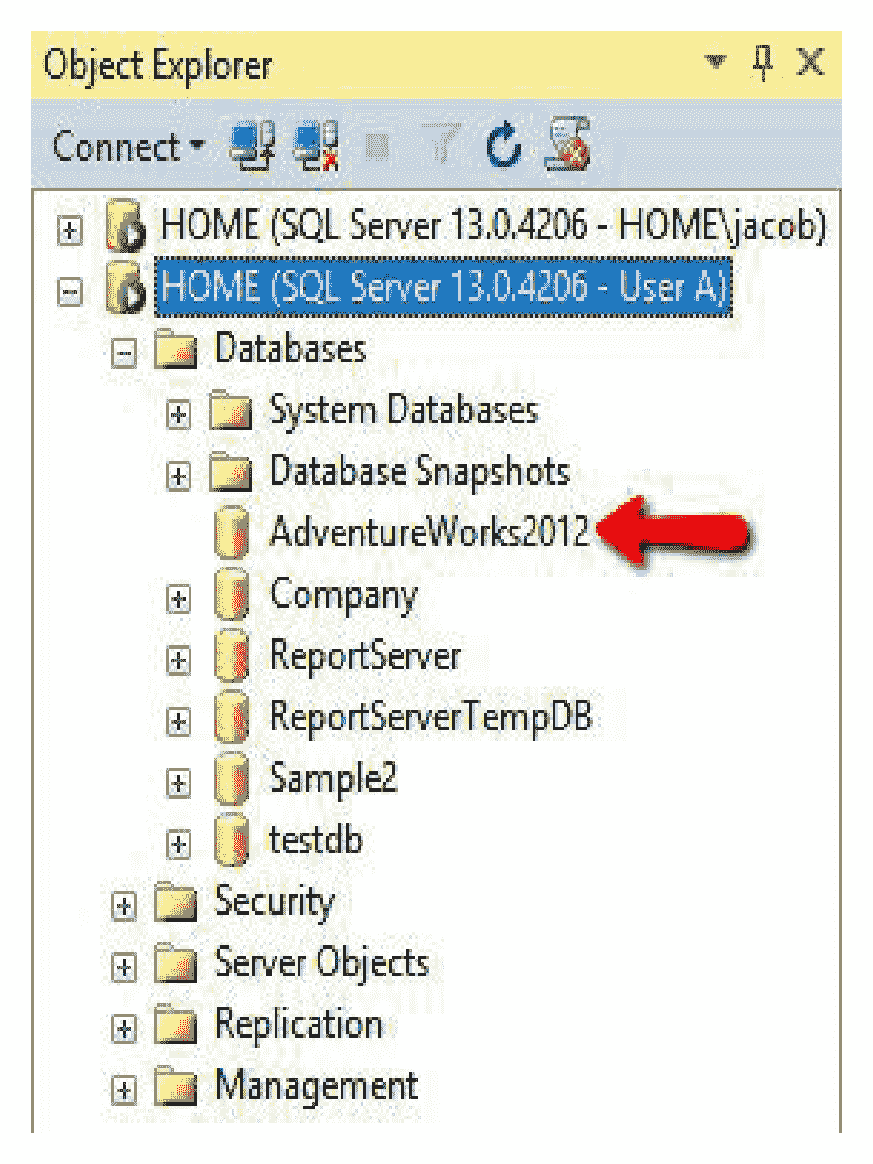 Object Explorer
Connect
HOME (SQL Server 13.0.4206 - HOME\jacob)
HOME (SQL Server 13.0.4206 - User A)
Databases
System Databases
Database Snapshots
AdventureWorks2012
Company
ReportServer
ReportServerTempDB
Sample2
testdb
Security
Server Objects
Replication
Management